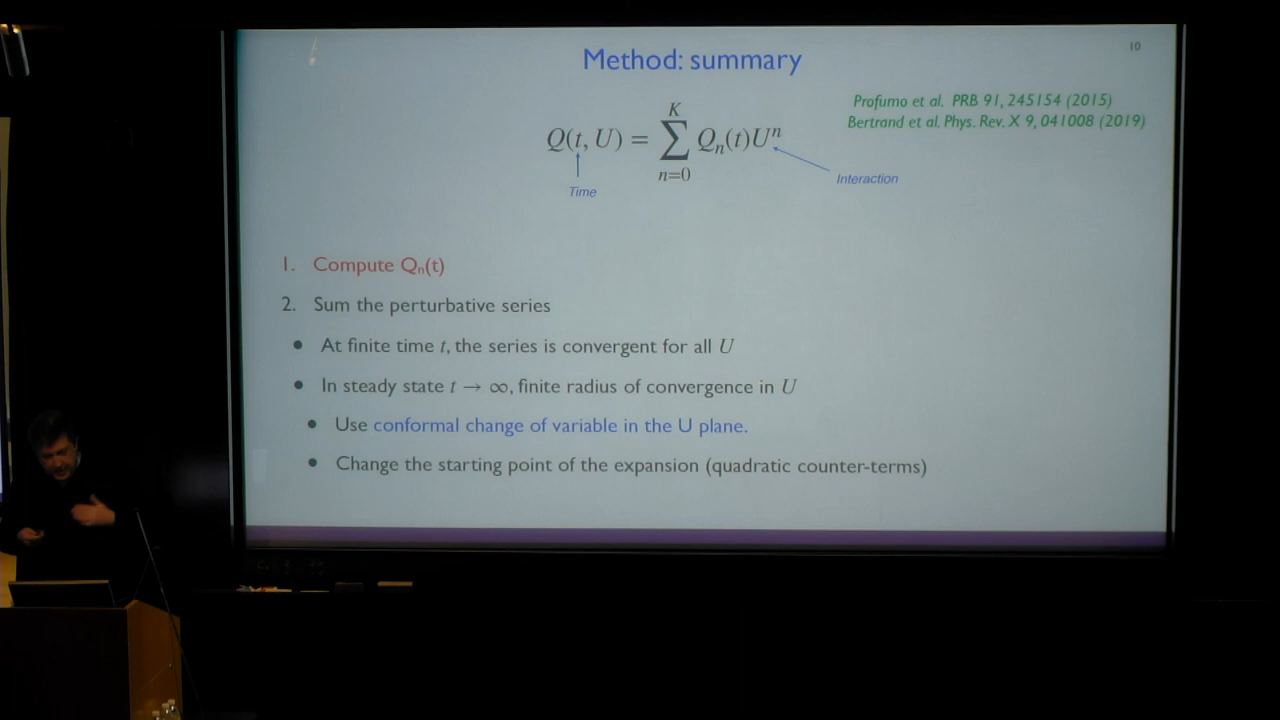 10
Method: summary
Profumo et al. PRB 91, 245154 (2015)
Bertrand et al. Phys. Rev. X 9, 041008 (2019)
Q(t, U) = \sum_{n=0}^{K} Q_n(t)U^n
Time
Interaction
1. Compute Qₙ(t)
2. Sum the perturbative series
• At finite time t, the series is convergent for all U
• In steady state t → ∞, finite radius of convergence in U
• Use conformal change of variable in the U plane.
• Change the starting point of the expansion (quadratic counter-terms)